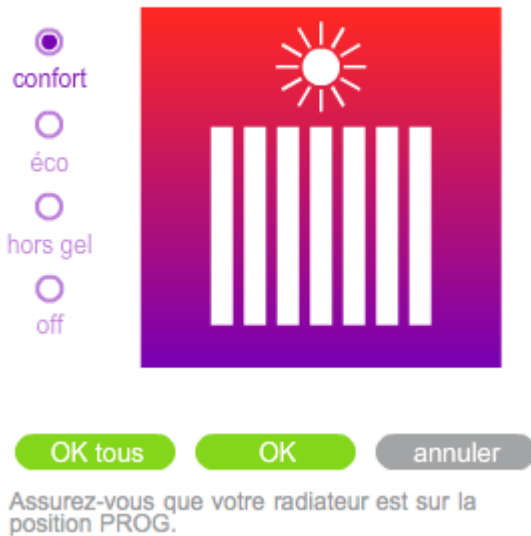 confort
éco
hors gel
off
OK tous
OK
annuler
Assurez-vous que votre radiateur est sur la
position PROG.